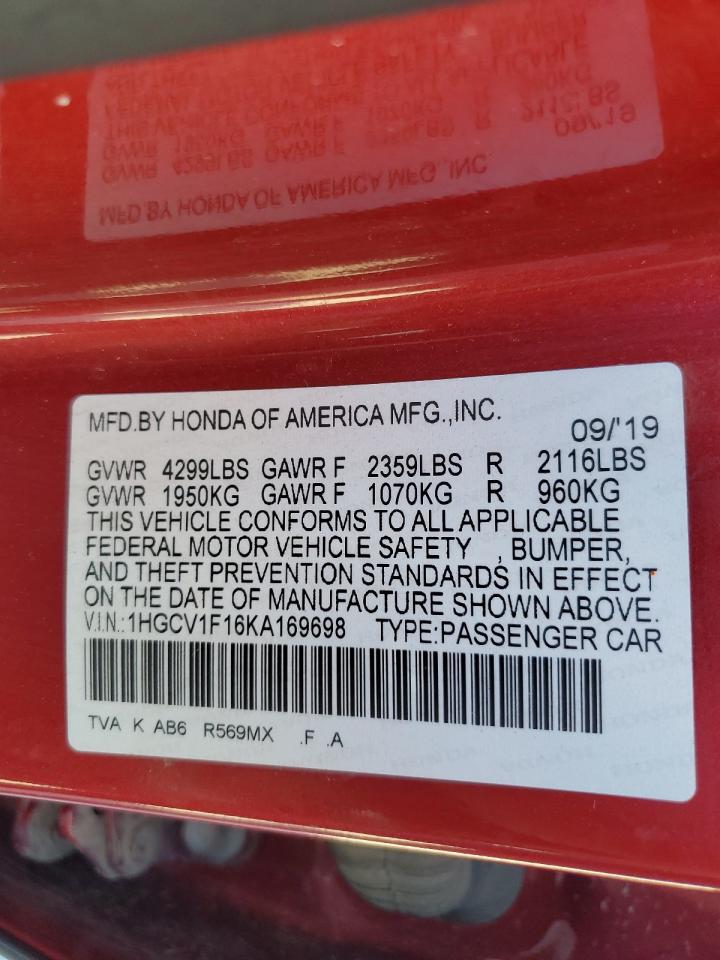 MFD.BY HONDA OF AMERICA MFG.,INC.
09/'19
GVWR 4299LBS GAWR F 2359LBS R 2116LBS
GVWR 1950KG GAWR F 1070KG R 960KG
THIS VEHICLE CONFORMS TO ALL APPLICABLE
FEDERAL MOTOR VEHICLE SAFETY , BUMPER,
AND THEFT PREVENTION STANDARDS IN EFFECT
ON THE DATE OF MANUFACTURE SHOWN ABOVE.
V.I.N.:1HGCV1F16KA169698 TYPE:PASSENGER CAR
TVA K AB6 R569MX .F .A